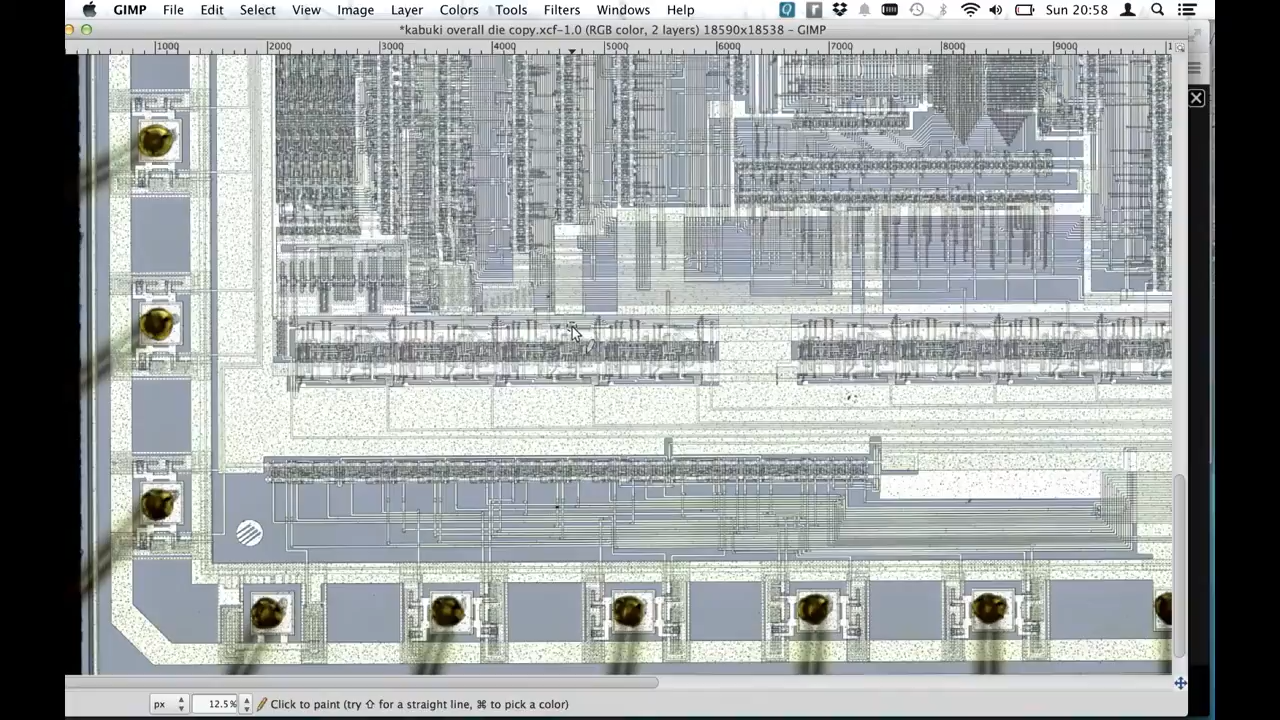 GIMP File Edit Select View Image Layer Colors Tools Filters Windows Help Sun 20:58
*kabuki overall die copy.xcf-1.0 (RGB color, 2 layers) 18590x18538 – GIMP
1000 2000 3000 4000 5000 6000 7000 8000 9000
px 12.5% Click to paint (try ⇧ for a straight line, ⌘ to pick a color)